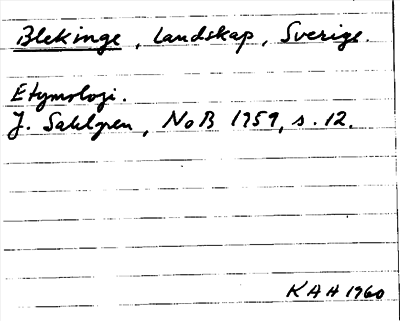 Blekinge, landskap, Sverige.
Etymologi.
J. Sahlgren, NoB 1959, s. 12.
KAH 1960